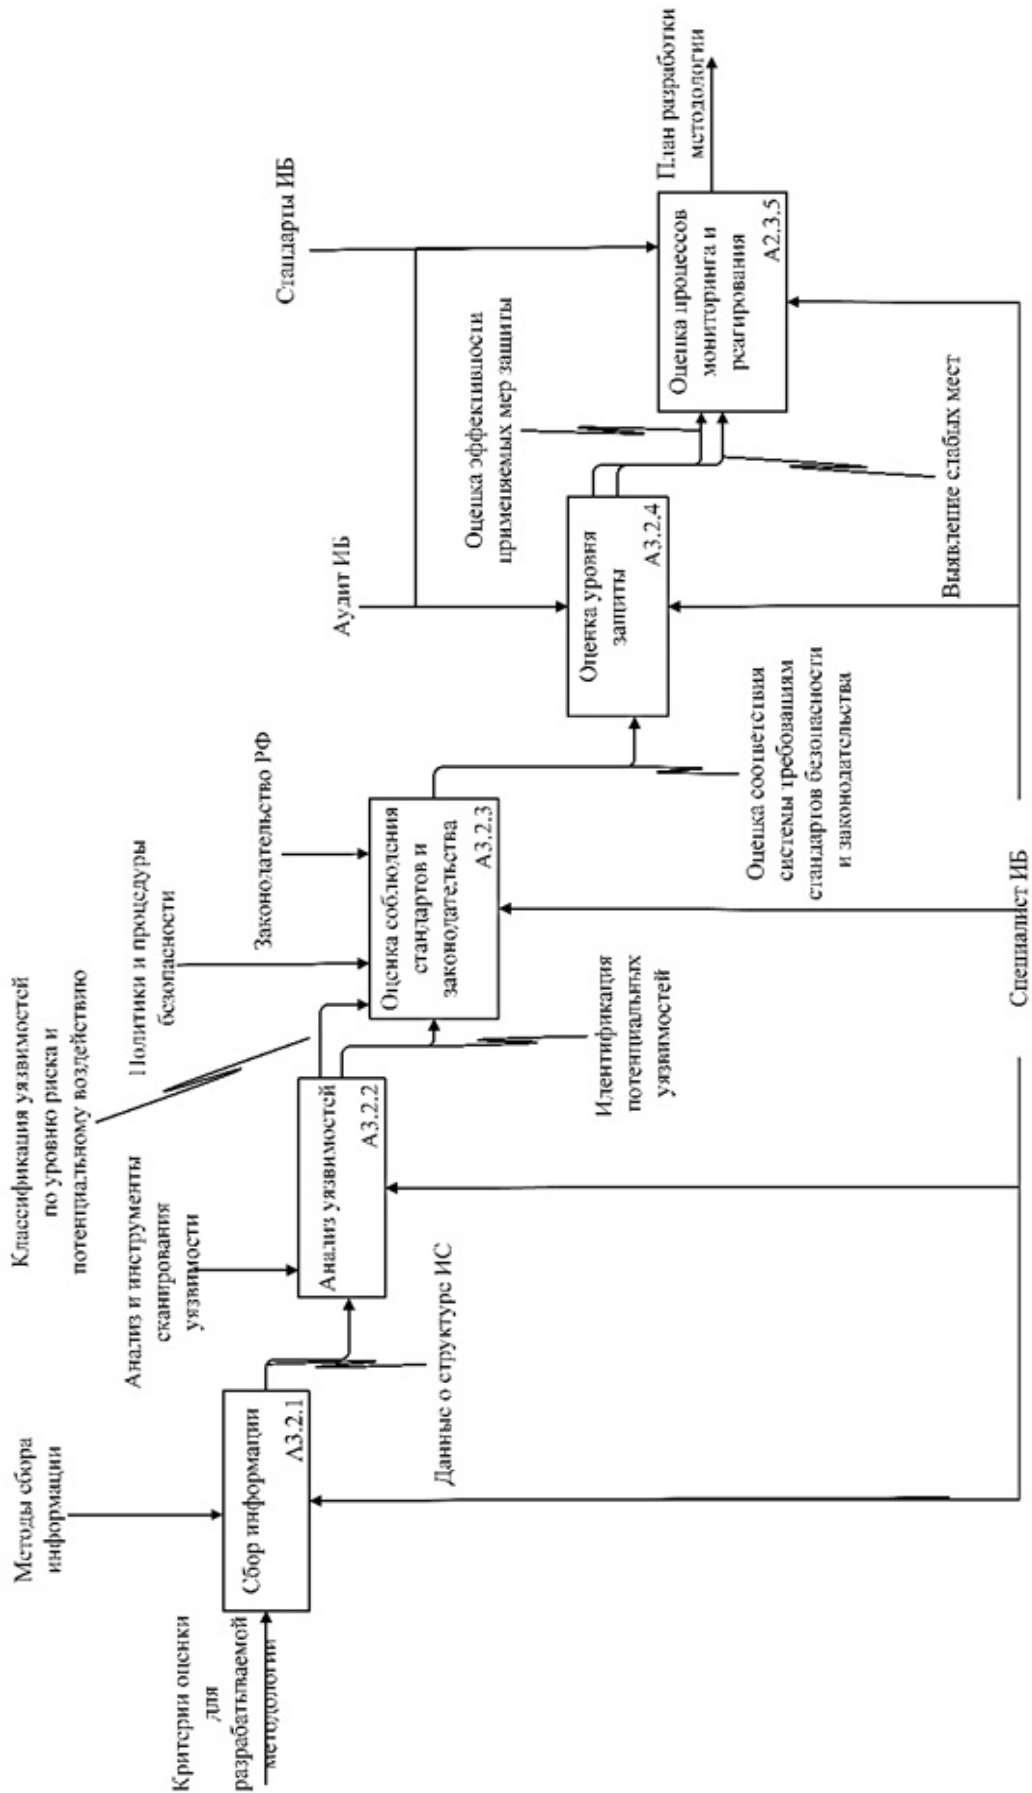 Методы сбора
информации
Критерии оценки
для
разрабатываемой
методологии
Сбор информации
А3.2.1
Данные о структуре ИС
Анализ и инструменты
сканирования
уязвимости
Анализ уязвимостей
А3.2.2
Классификация уязвимостей
по уровню риска и
потенциальному воздействию
Идентификация
потенциальных
уязвимостей
Политики и процедуры
безопасности
Законодательство РФ
Оценка соблюдения
стандартов и
законодательства
А3.2.3
Оценка соответствия
системы требованиям
стандартов безопасности
и законодательства
Аудит ИБ
Оценка уровня
защиты
А3.2.4
Оценка эффективности
применяемых мер защиты
Выявление слабых мест
Стандарты ИБ
Оценка процессов
мониторинга и
реагирования
А2.3.5
План разработки
методологии
Специалист ИБ